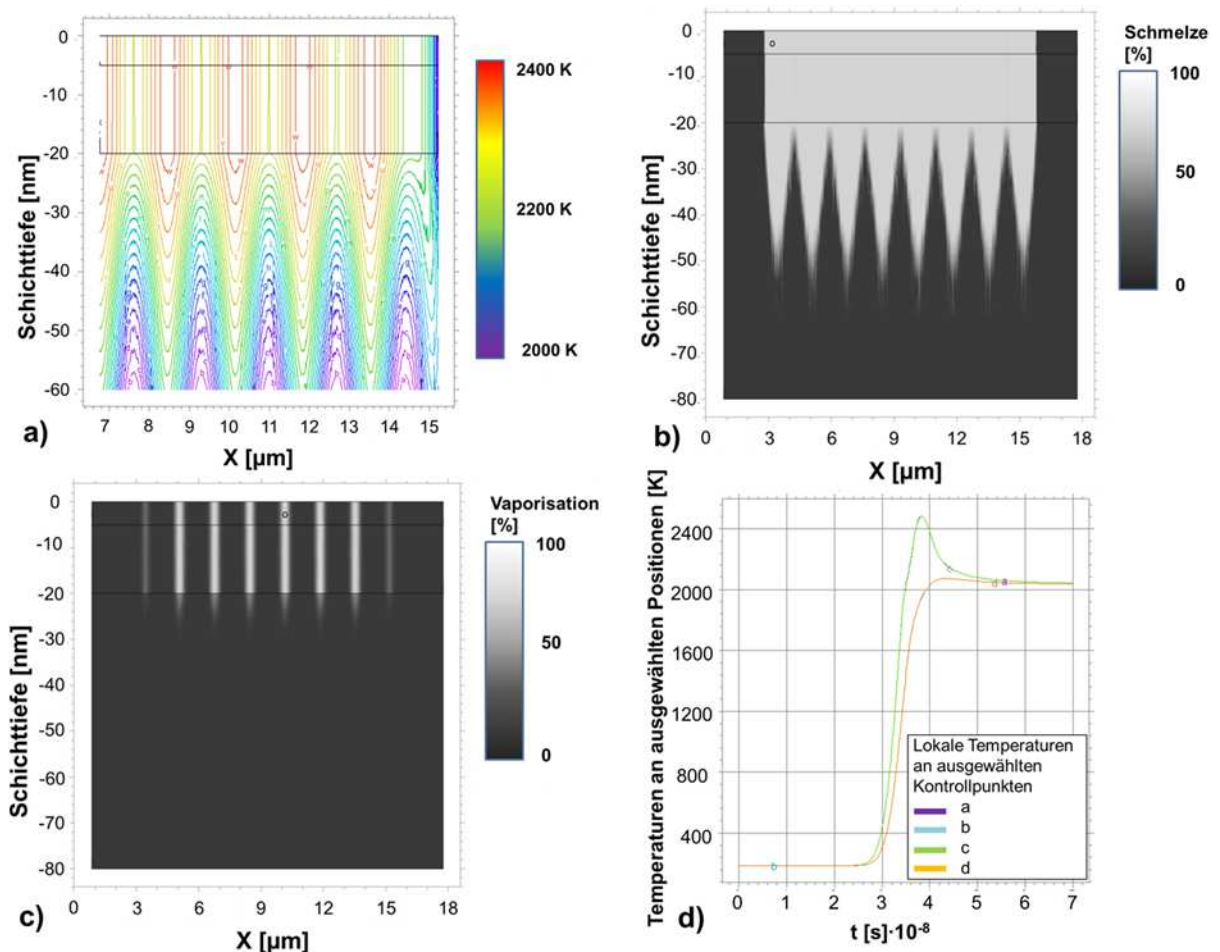 0
-10
-20
-30
-40
-50
-60
Schichttiefe [nm]
7 8 9 10 11 12 13 14 15
X [µm]
2400 K
2200 K
2000 K
a)
0
-10
-20
-30
-40
-50
-60
-70
-80
Schichttiefe [nm]
0 3 6 9 12 15 18
X [µm]
Schmelze
[%]
100
50
0
b)
0
-10
-20
-30
-40
-50
-60
-70
-80
Schichttiefe [nm]
0 3 6 9 12 15 18
X [µm]
Vaporisation
[%]
100
50
0
c)
Temperaturen an ausgewählten Positionen [K]
2400
2000
1600
1200
800
400
0 1 2 3 4 5 6 7
t [s]·10-8
Lokale Temperaturen
an ausgewählten
Kontrollpunkten
a
b
c
d
d)